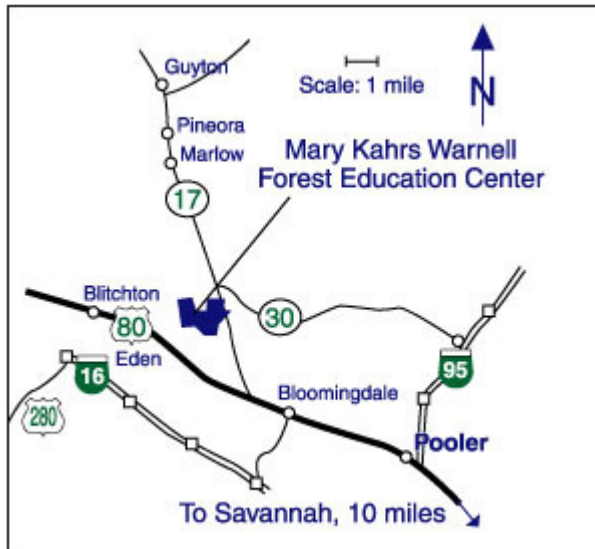 Guyton
Scale: 1 mile
N
Pineora
Marlow
Mary Kahrs Warnell
Forest Education Center
17
Blitchton
80
30
Eden
16
95
280
Bloomingdale
Pooler
To Savannah, 10 miles